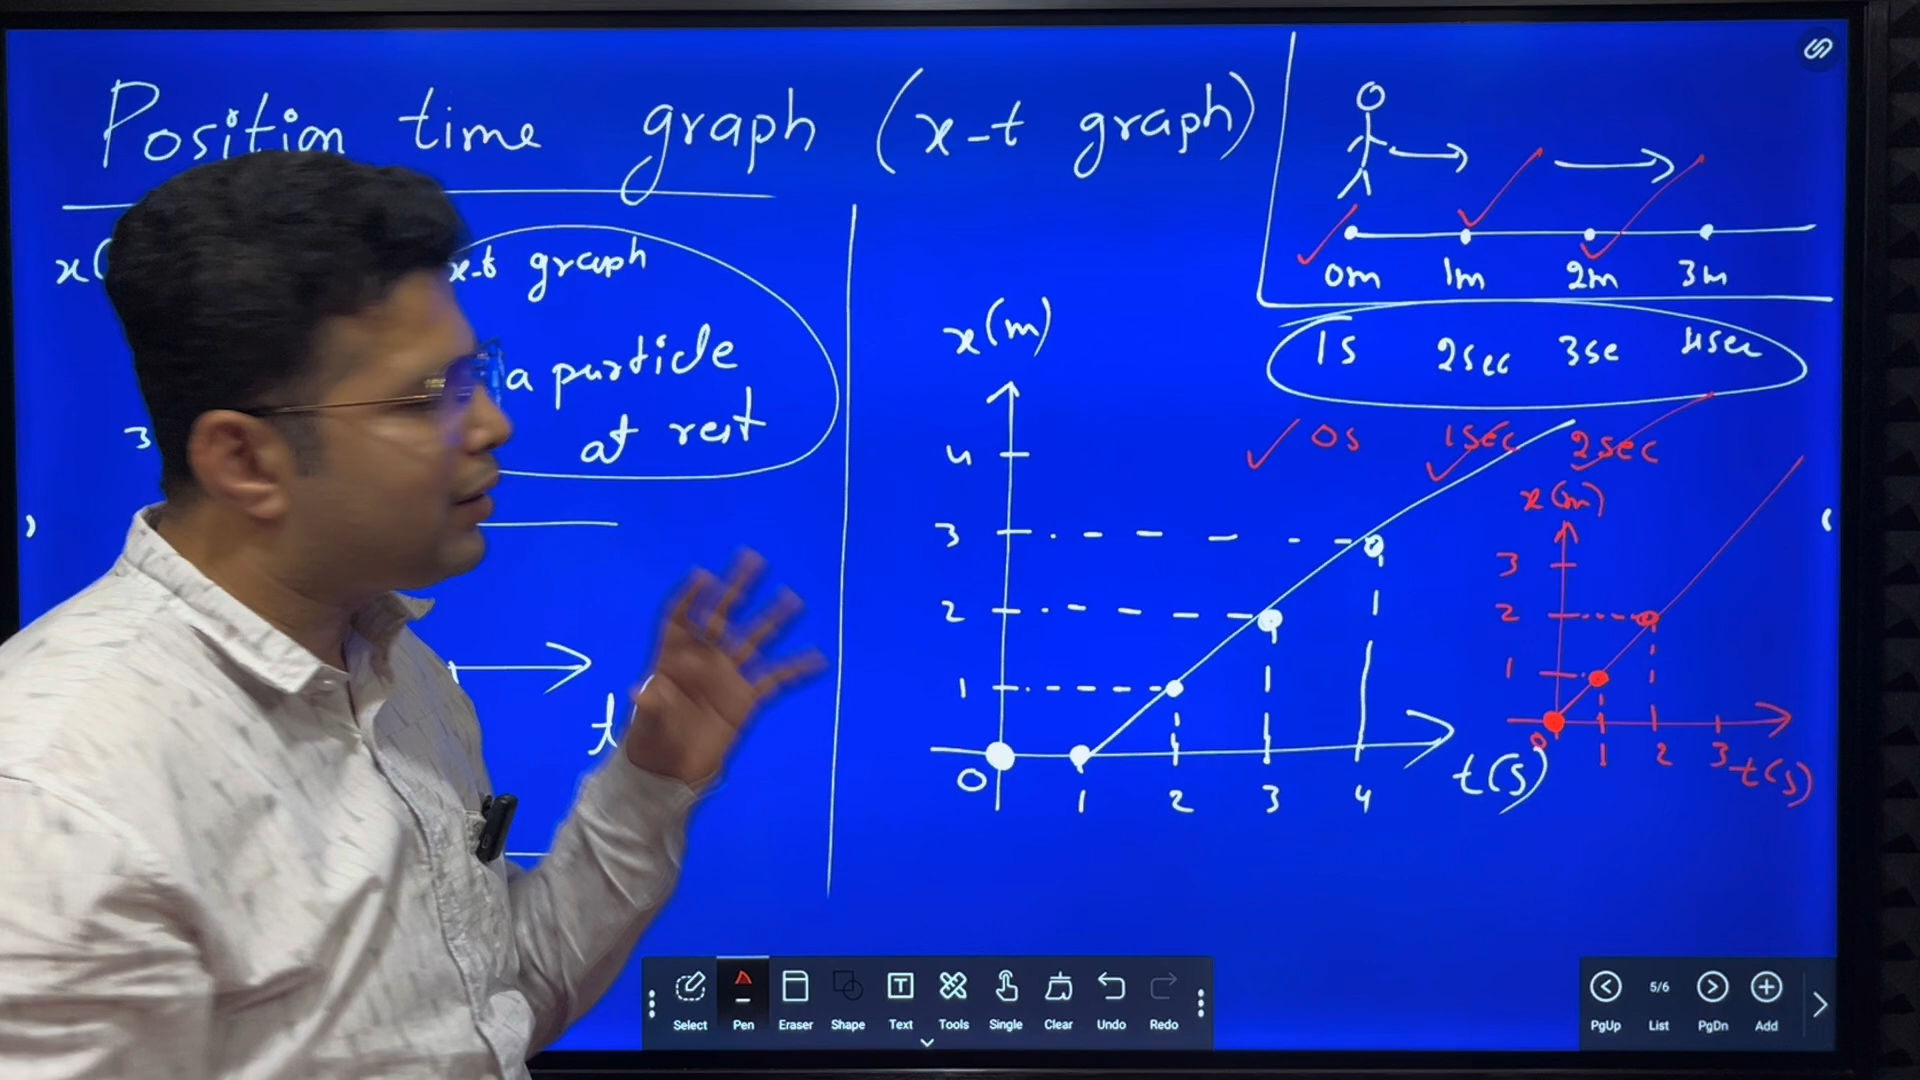 Position time graph (x-t graph)
0m 1m 2m 3m
x(
x-t graph
a particle
at rest
3
t
x(m)
1s 2sec 3se 4sec
0s 1sec 2sec
4
3
2
1
0
1 2 3 4
t(s)
x(m)
3
2
1
0
1 2 3
t(s)
Select Pen Eraser Shape Text Tools Single Clear Undo Redo
5/6
PgUp List PgDn Add